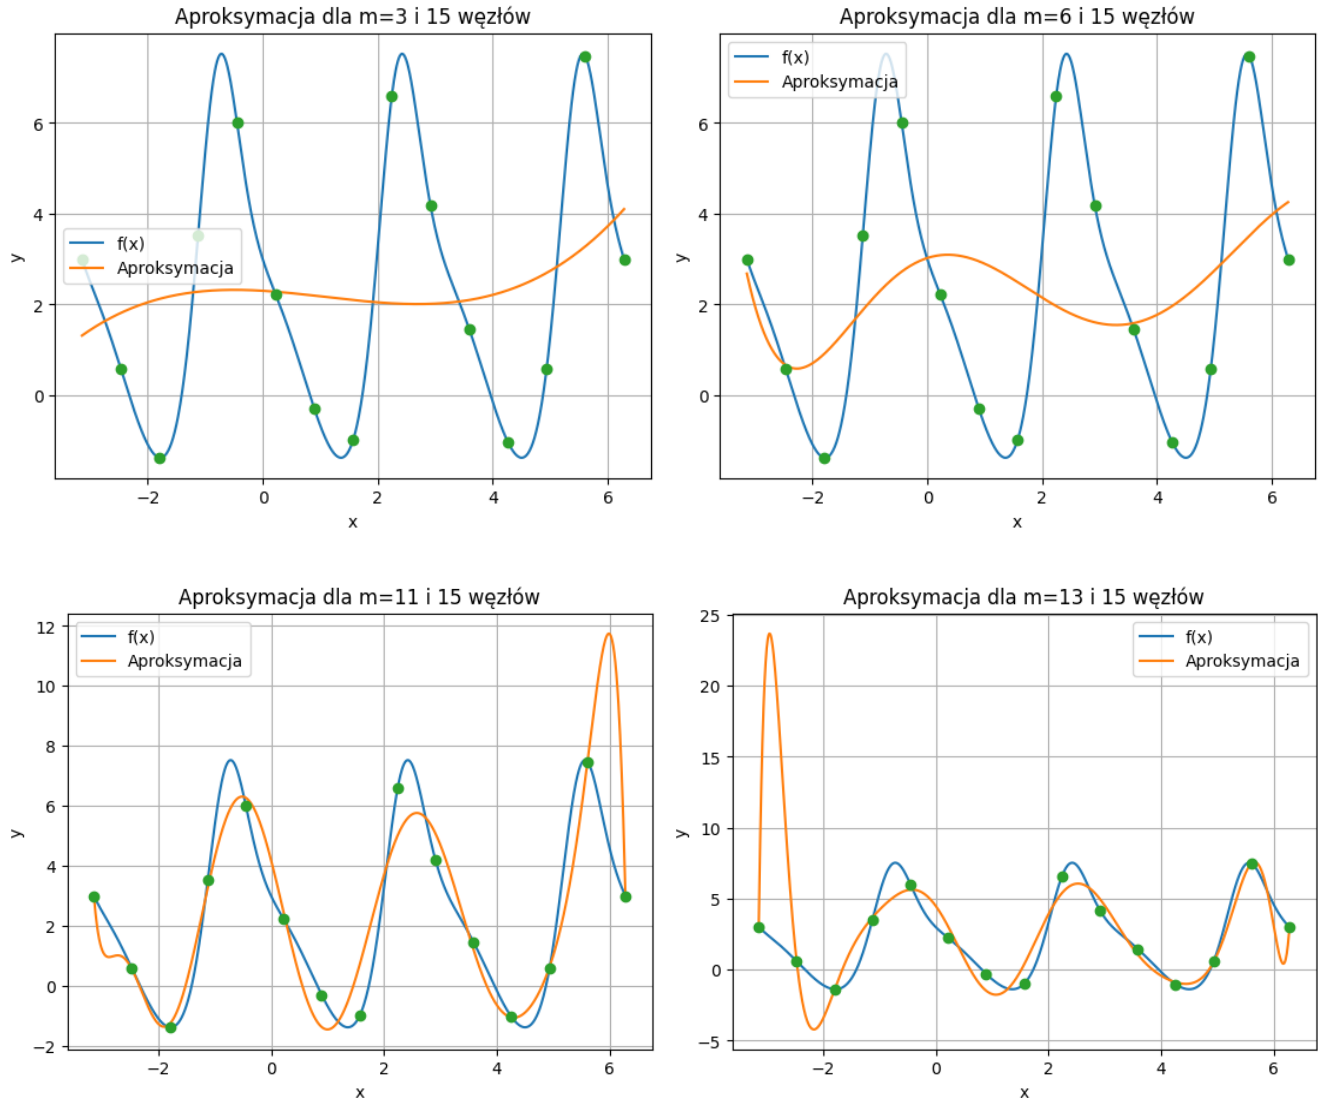 Aproksymacja dla m=3 i 15 węzłów
6
4
2
0
y
f(x)
Aproksymacja
−2
0
2
4
6
x
Aproksymacja dla m=6 i 15 węzłów
6
4
2
0
y
f(x)
Aproksymacja
−2
0
2
4
6
x
Aproksymacja dla m=11 i 15 węzłów
12
10
8
6
4
2
0
−2
y
f(x)
Aproksymacja
−2
0
2
4
6
x
Aproksymacja dla m=13 i 15 węzłów
25
20
15
10
5
0
−5
y
f(x)
Aproksymacja
−2
0
2
4
6
x